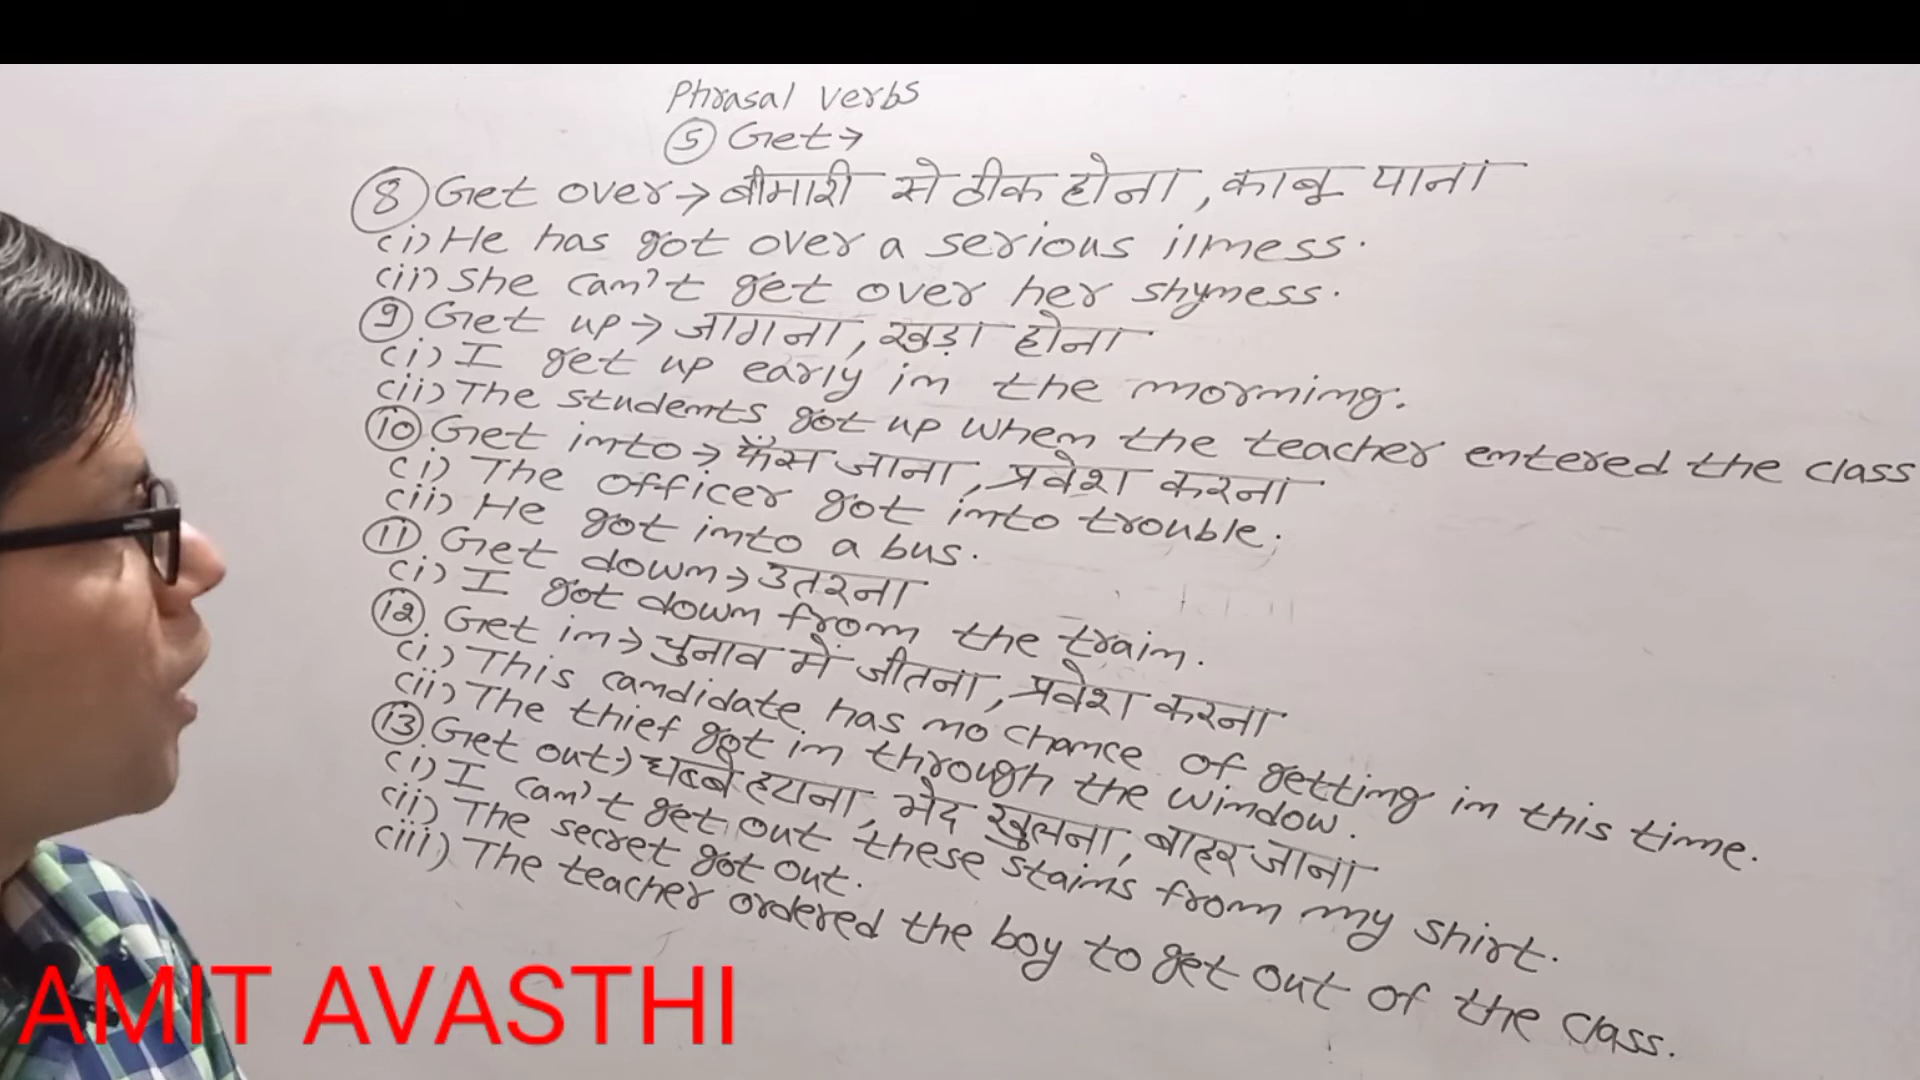 Phrasal verbs
⑤ Get→
⑧ Get over→ बीमारी से ठीक होना, काबू पाना
(i) He has got over a serious illness.
(ii) She can't get over her shyness.
⑨ Get up→ जागना, खड़ा होना
(i) I get up early in the morning.
(ii) The students got up when the teacher entered the class
⑩ Get into→ फँस जाना, प्रवेश करना
(i) The officer got into trouble.
(ii) He got into a bus.
⑪ Get down→ उतरना
(i) I got down from the train.
⑫ Get in→ चुनाव में जीतना, प्रवेश करना
(i) This candidate has no chance of getting in this time.
(ii) The thief got in through the window.
⑬ Get out→ धब्बे हटाना, भेद खुलना, बाहर जाना
(i) I can't get out these stains from my shirt.
(ii) The secret got out.
(iii) The teacher ordered the boy to get out of the class.
AMIT AVASTHI